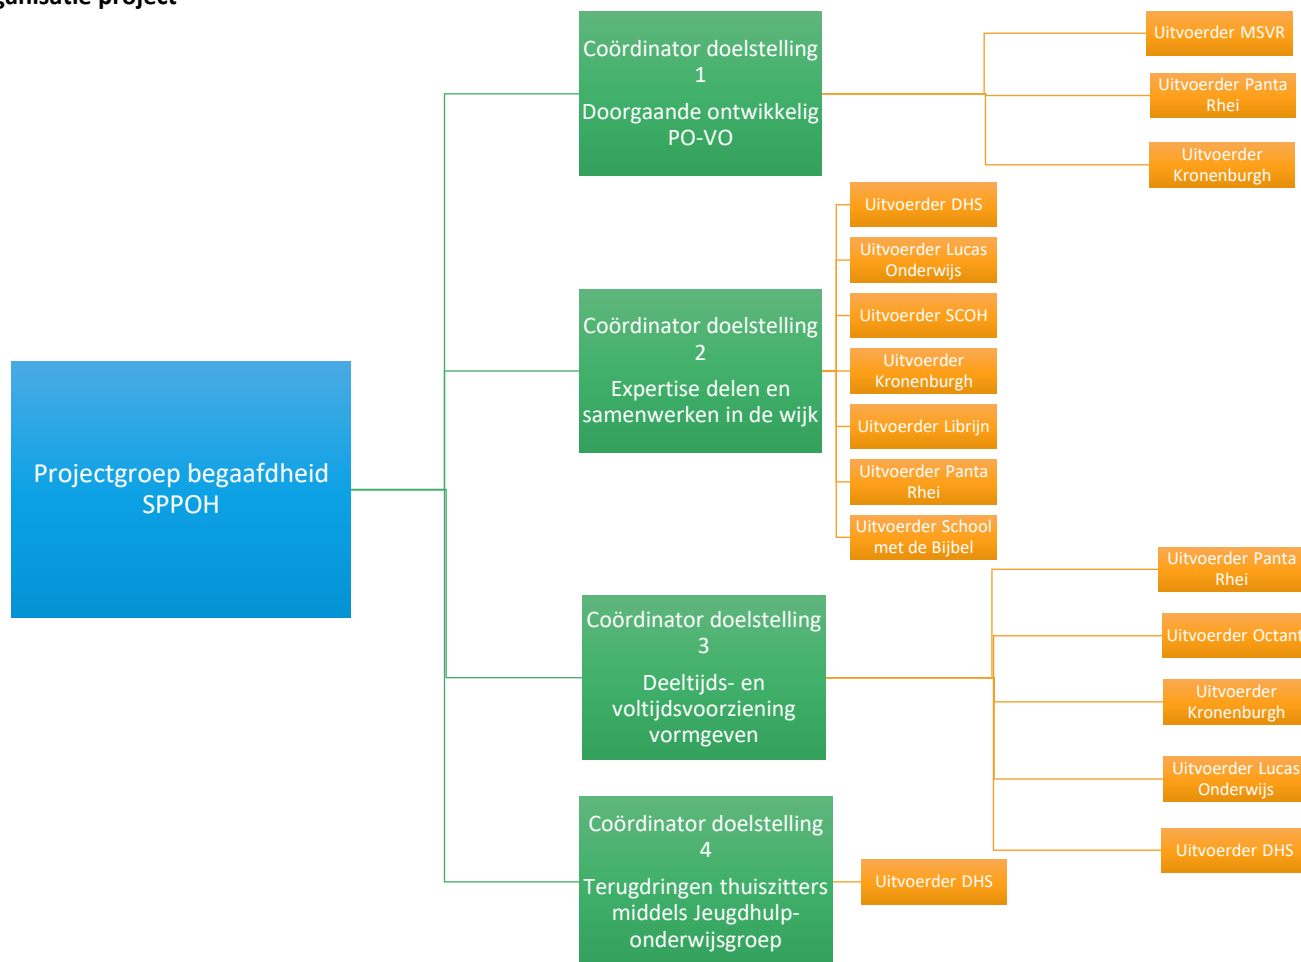 ganisatie project
Coördinator doelstelling
1
Doorgaande ontwikkelig
PO-VO
Uitvoerder MSVR
Uitvoerder Panta
Rhei
Uitvoerder
Kronenburgh
Coördinator doelstelling
2
Expertise delen en
samenwerken in de wijk
Uitvoerder DHS
Uitvoerder Lucas
Onderwijs
Uitvoerder SCOH
Uitvoerder
Kronenburgh
Uitvoerder Librijn
Uitvoerder Panta
Rhei
Uitvoerder School
met de Bijbel
Projectgroep begaafdheid
SPPOH
Coördinator doelstelling
3
Deeltijds- en
voltijdsvoorziening
vormgeven
Uitvoerder Panta
Rhei
Uitvoerder Octant
Uitvoerder
Kronenburgh
Uitvoerder Lucas
Onderwijs
Uitvoerder DHS
Coördinator doelstelling
4
Terugdringen thuiszitters
middels Jeugdhulp-
onderwijsgroep
Uitvoerder DHS